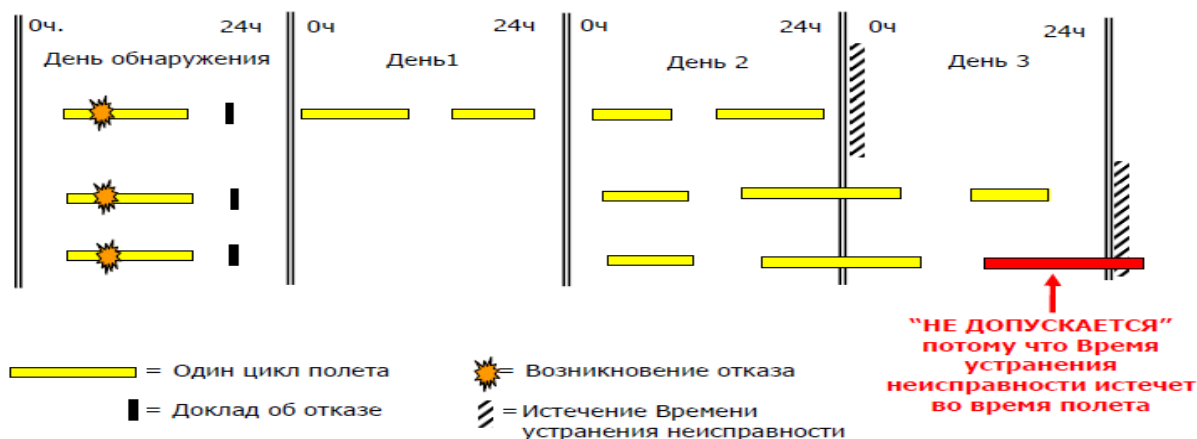 0ч. 24ч 0ч 24ч 0ч 24ч 0ч 24ч
День обнаружения День1 День 2 День 3
“НЕ ДОПУСКАЕТСЯ”
потому что Время
устранения
неисправности истечет
во время полета
= Один цикл полета
= Возникновение отказа
= Доклад об отказе
= Истечение Времени
устранения неисправности